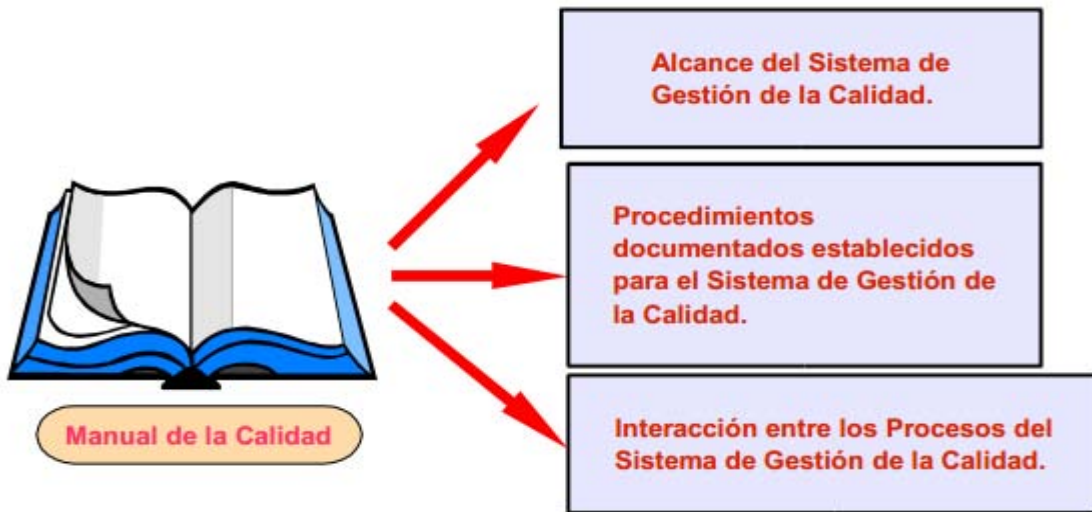 Alcance del Sistema de
Gestión de la Calidad.
Procedimientos
documentados establecidos
para el Sistema de Gestión de
la Calidad.
Manual de la Calidad
Interacción entre los Procesos del
Sistema de Gestión de la Calidad.